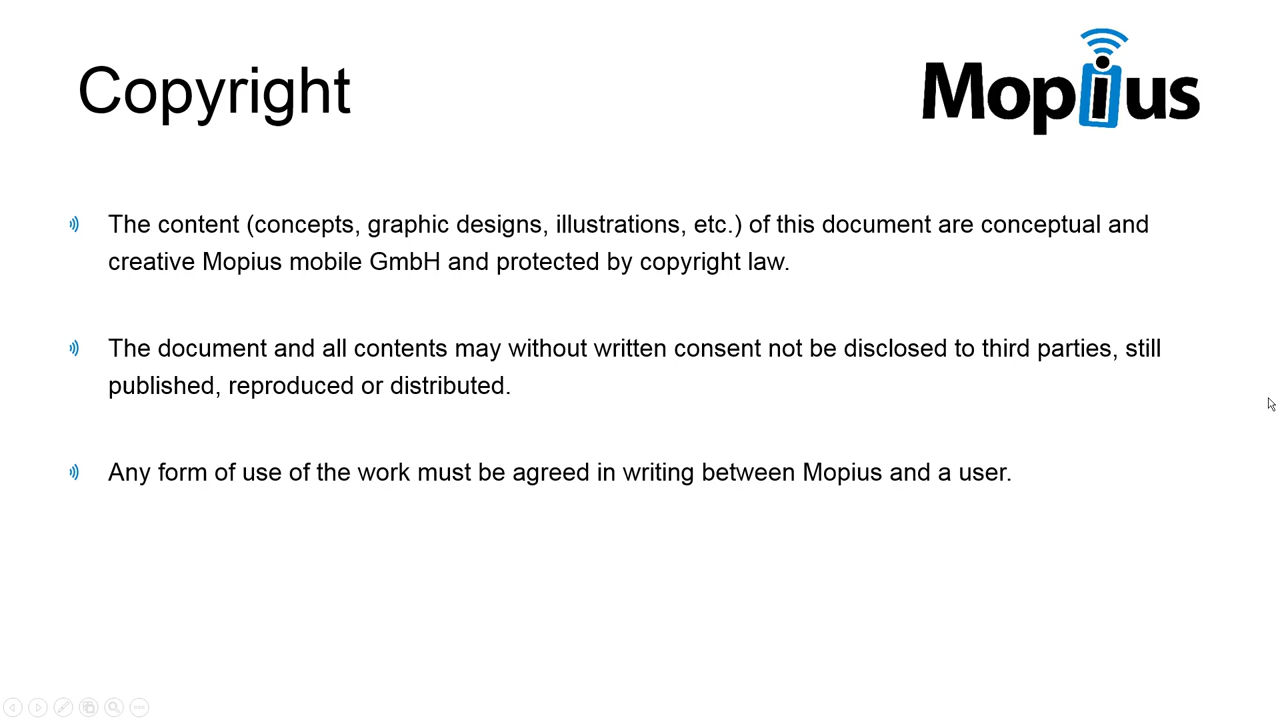 Copyright
Mopius
The content (concepts, graphic designs, illustrations, etc.) of this document are conceptual and
creative Mopius mobile GmbH and protected by copyright law.
The document and all contents may without written consent not be disclosed to third parties, still
published, reproduced or distributed.
Any form of use of the work must be agreed in writing between Mopius and a user.